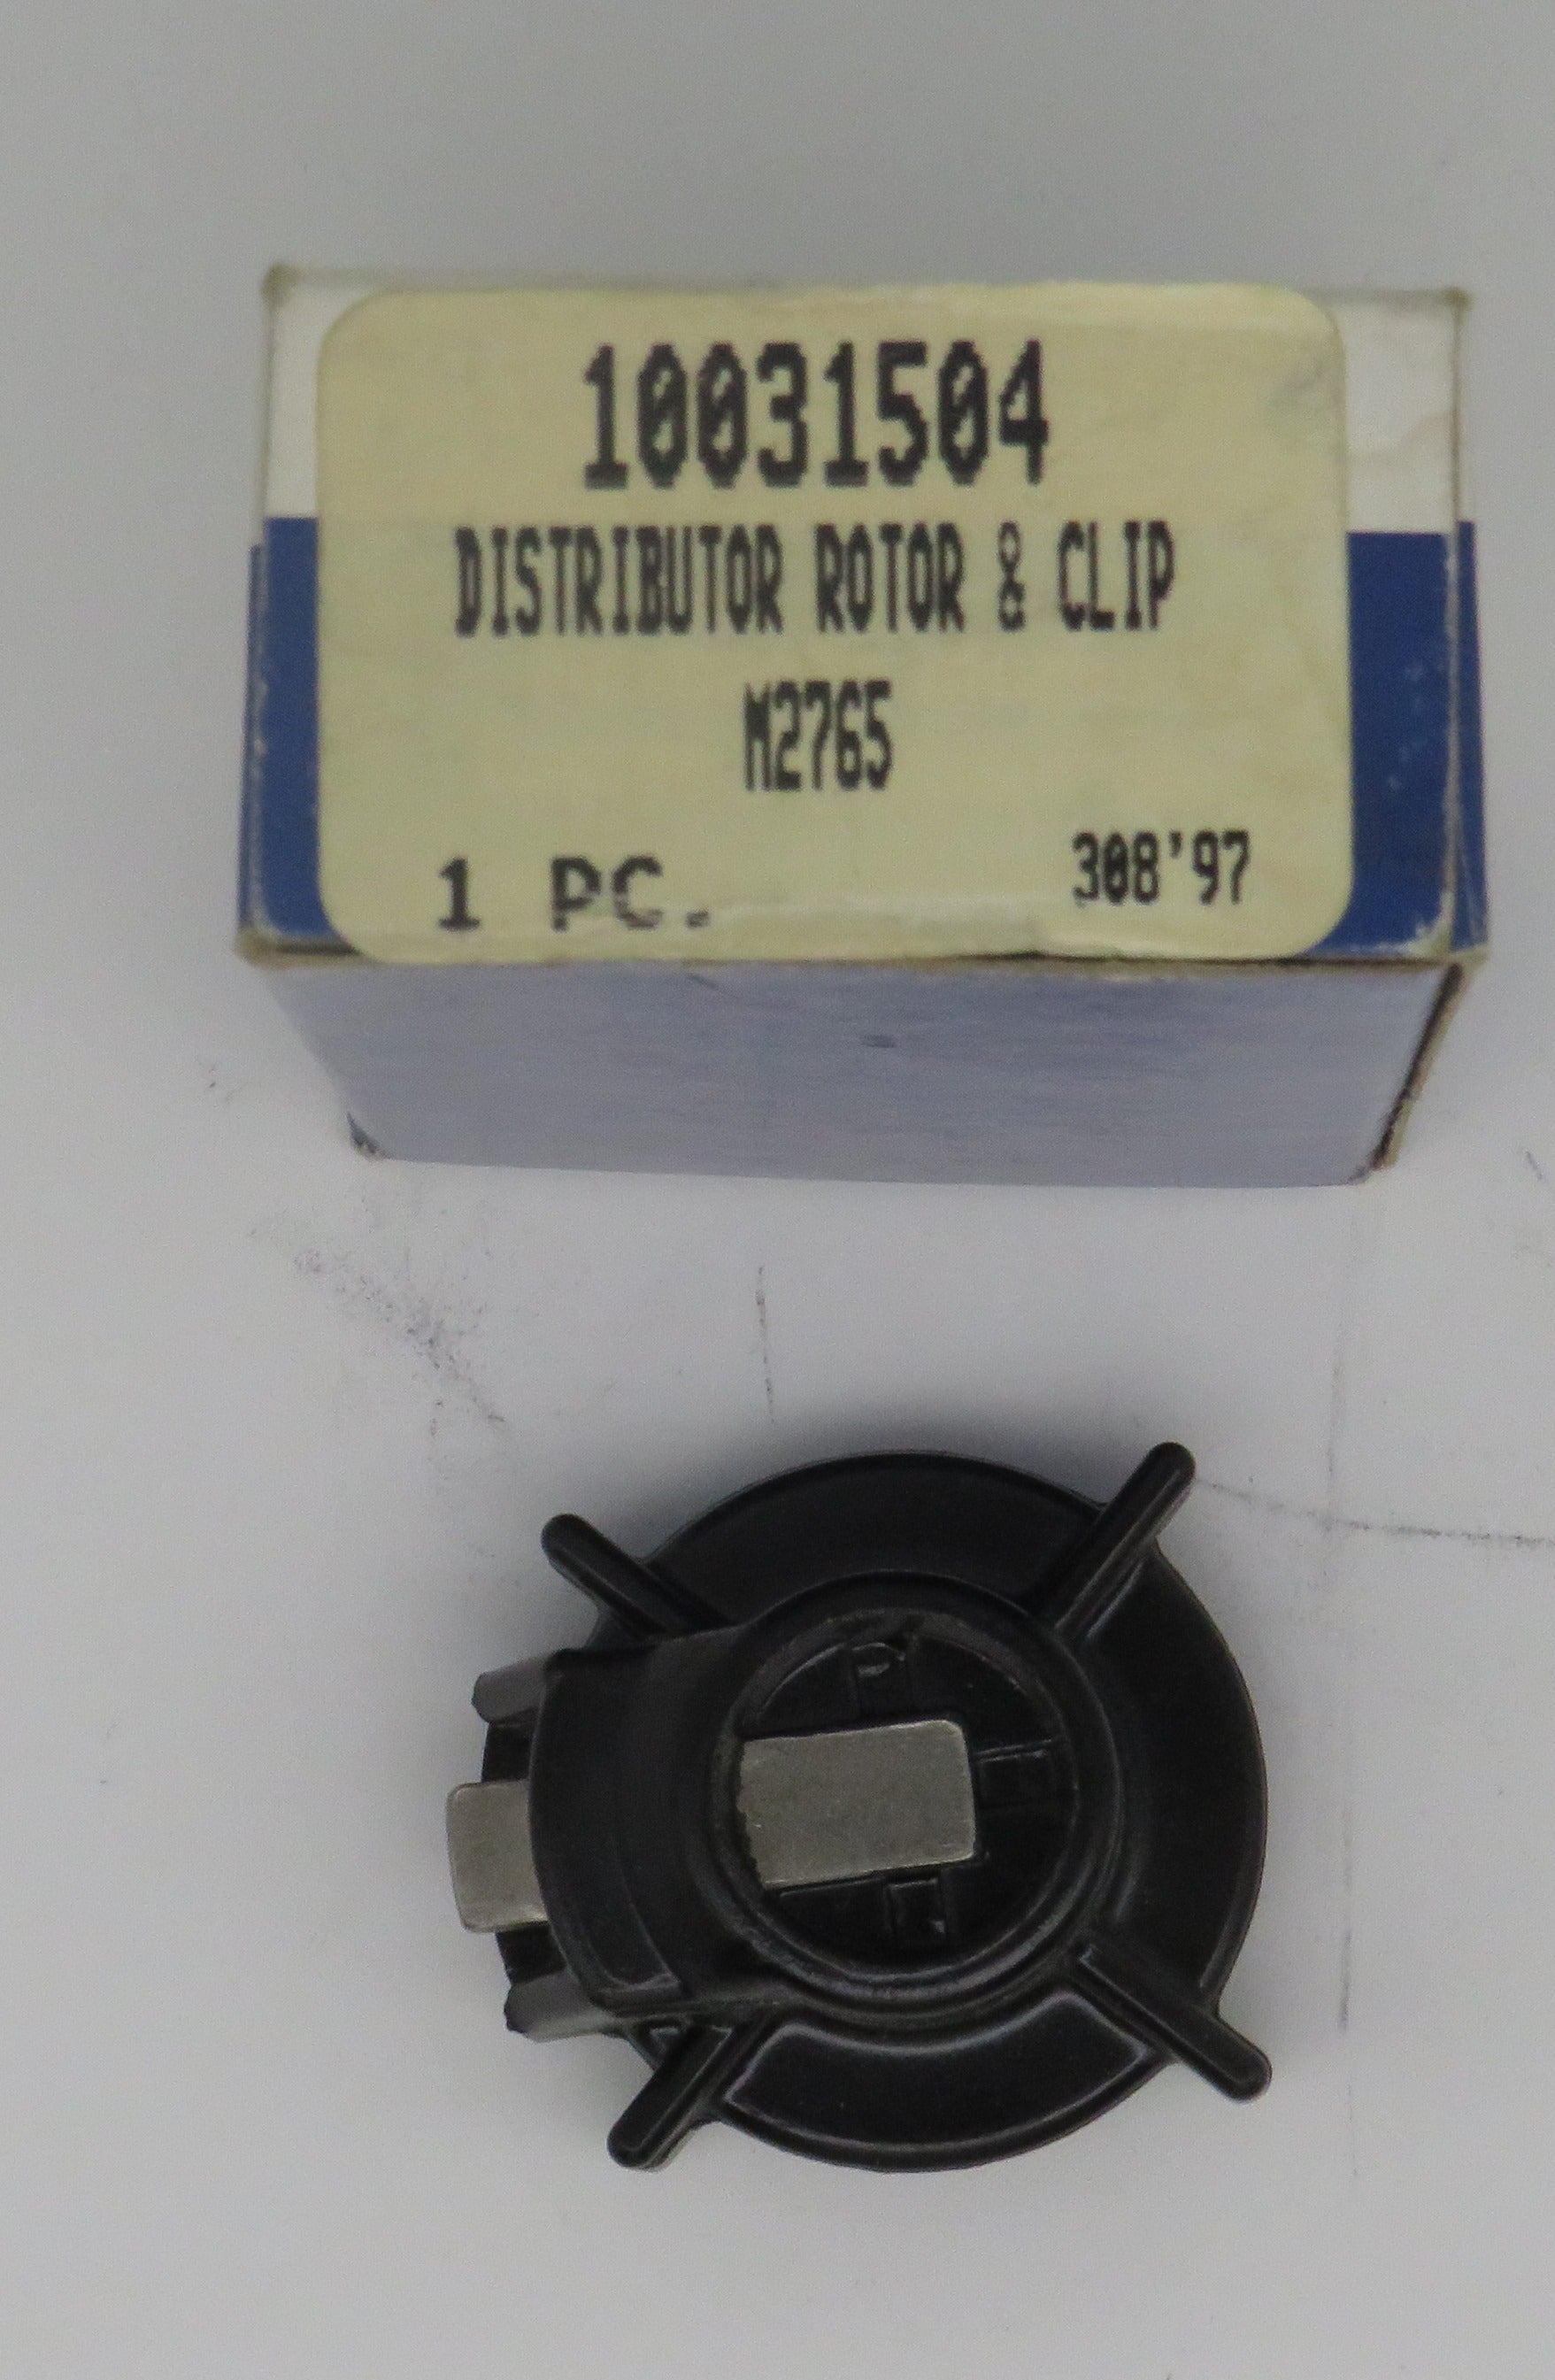 10031504
DISTRIBUTOR ROTOR & CLIP
M2765
1 PC.
308'97
P